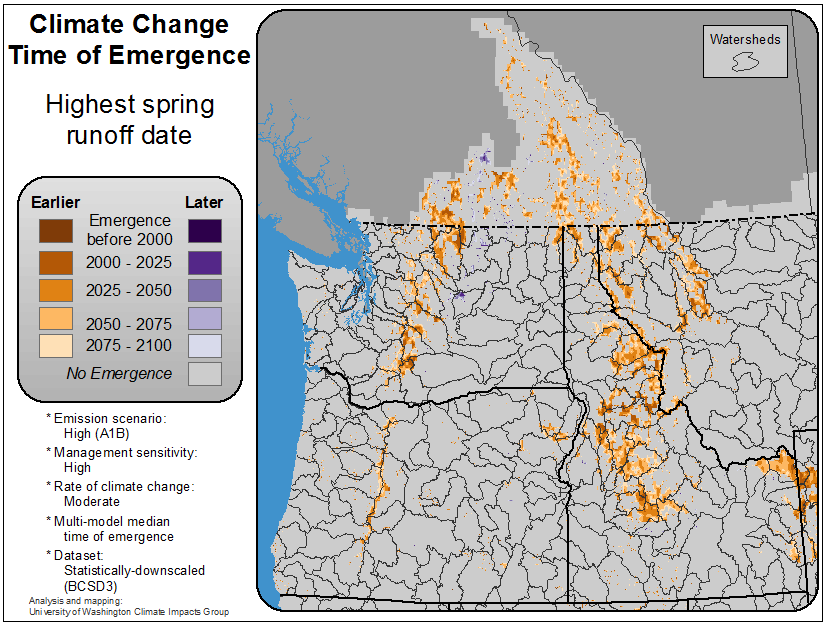 Climate Change
Time of Emergence
Highest spring
runoff date
Earlier
Later
Emergence
before 2000
2000 - 2025
2025 - 2050
2050 - 2075
2075 - 2100
No Emergence
* Emission scenario:
High (A1B)
* Management sensitivity:
High
* Rate of climate change:
Moderate
* Multi-model median
time of emergence
* Dataset:
Statistically-downscaled
(BCSD3)
Analysis and mapping:
University of Washington Climate Impacts Group
Watersheds